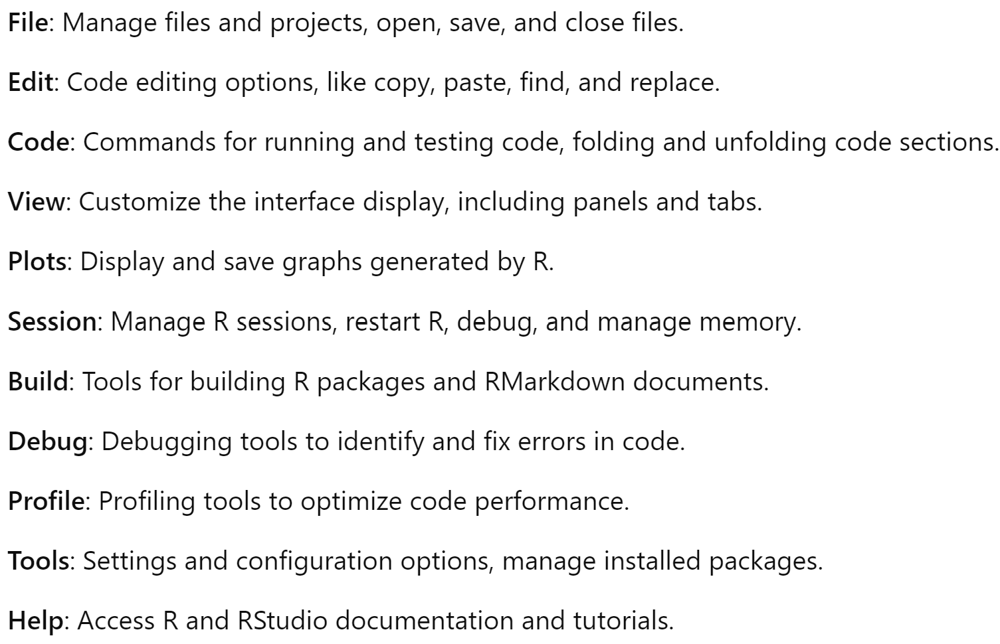 File: Manage files and projects, open, save, and close files.
Edit: Code editing options, like copy, paste, find, and replace.
Code: Commands for running and testing code, folding and unfolding code sections.
View: Customize the interface display, including panels and tabs.
Plots: Display and save graphs generated by R.
Session: Manage R sessions, restart R, debug, and manage memory.
Build: Tools for building R packages and RMarkdown documents.
Debug: Debugging tools to identify and fix errors in code.
Profile: Profiling tools to optimize code performance.
Tools: Settings and configuration options, manage installed packages.
Help: Access R and RStudio documentation and tutorials.